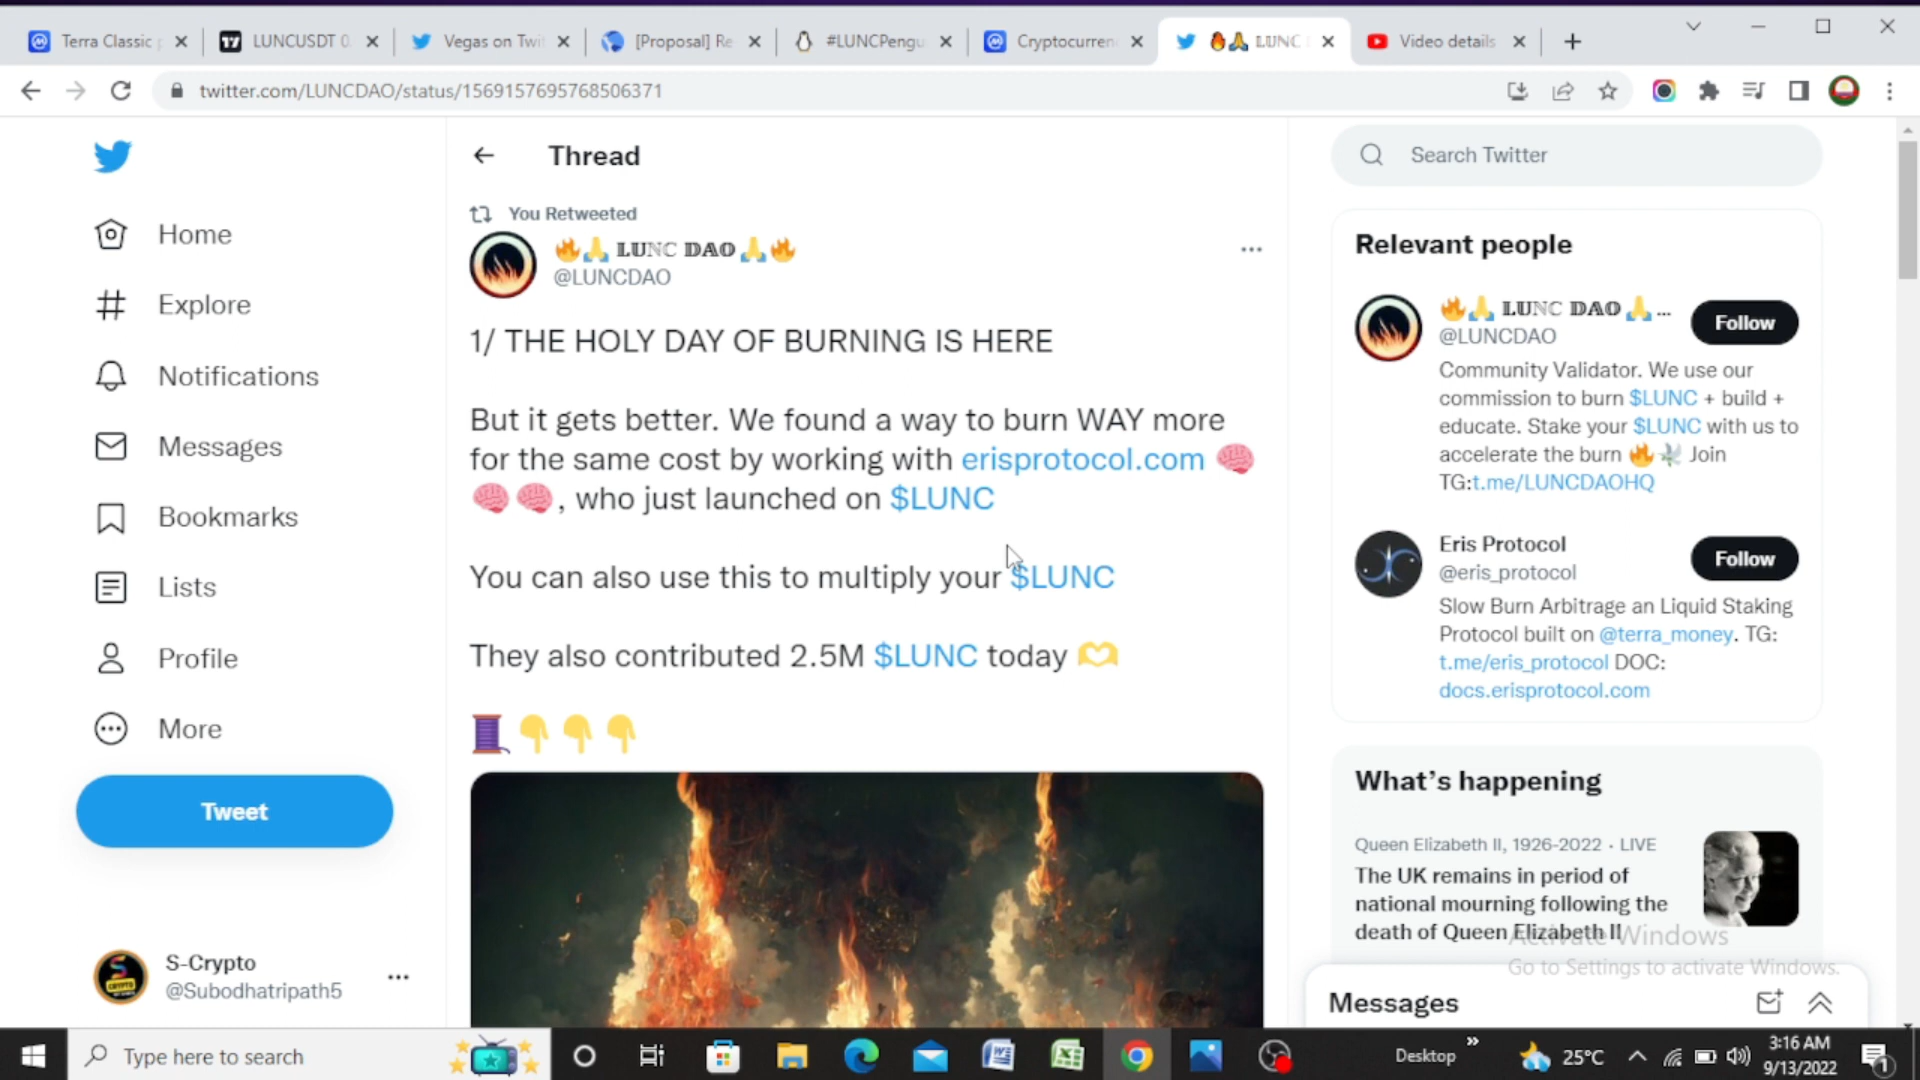 Terra Classic p
LUNCUSDT 0.
Vegas on Twit
[Proposal] Re
#LUNCPengu
Cryptocurren
🔥🙏 𝕃𝕌ℕℂ
Video details
twitter.com/LUNCDAO/status/1569157695768506371
Home
Explore
Notifications
Messages
Bookmarks
Lists
Profile
More
Tweet
S-Crypto
@Subodhatripath5
Thread
You Retweeted
🔥🙏 𝕃𝕌ℕℂ 𝔻𝔸𝕆 🙏🔥
@LUNCDAO
1/ THE HOLY DAY OF BURNING IS HERE
But it gets better. We found a way to burn WAY more
for the same cost by working with erisprotocol.com 🧠
🧠🧠, who just launched on $LUNC
You can also use this to multiply your $LUNC
They also contributed 2.5M $LUNC today 🫶
🧵👇👇👇
Search Twitter
Relevant people
🔥🙏 𝕃𝕌ℕℂ 𝔻𝔸𝕆 🙏...
@LUNCDAO
Follow
Community Validator. We use our
commission to burn $LUNC + build +
educate. Stake your $LUNC with us to
accelerate the burn 🔥🕊️ Join
TG:t.me/LUNCDAOHQ
Eris Protocol
@eris_protocol
Follow
Slow Burn Arbitrage an Liquid Staking
Protocol built on @terra_money. TG:
t.me/eris_protocol DOC:
docs.erisprotocol.com
What's happening
Queen Elizabeth II, 1926-2022 · LIVE
The UK remains in period of
national mourning following the
death of Queen Elizabeth II
Activate Windows
Go to Settings to activate Windows.
Messages
Type here to search
Desktop
25°C
3:16 AM
9/13/2022
1